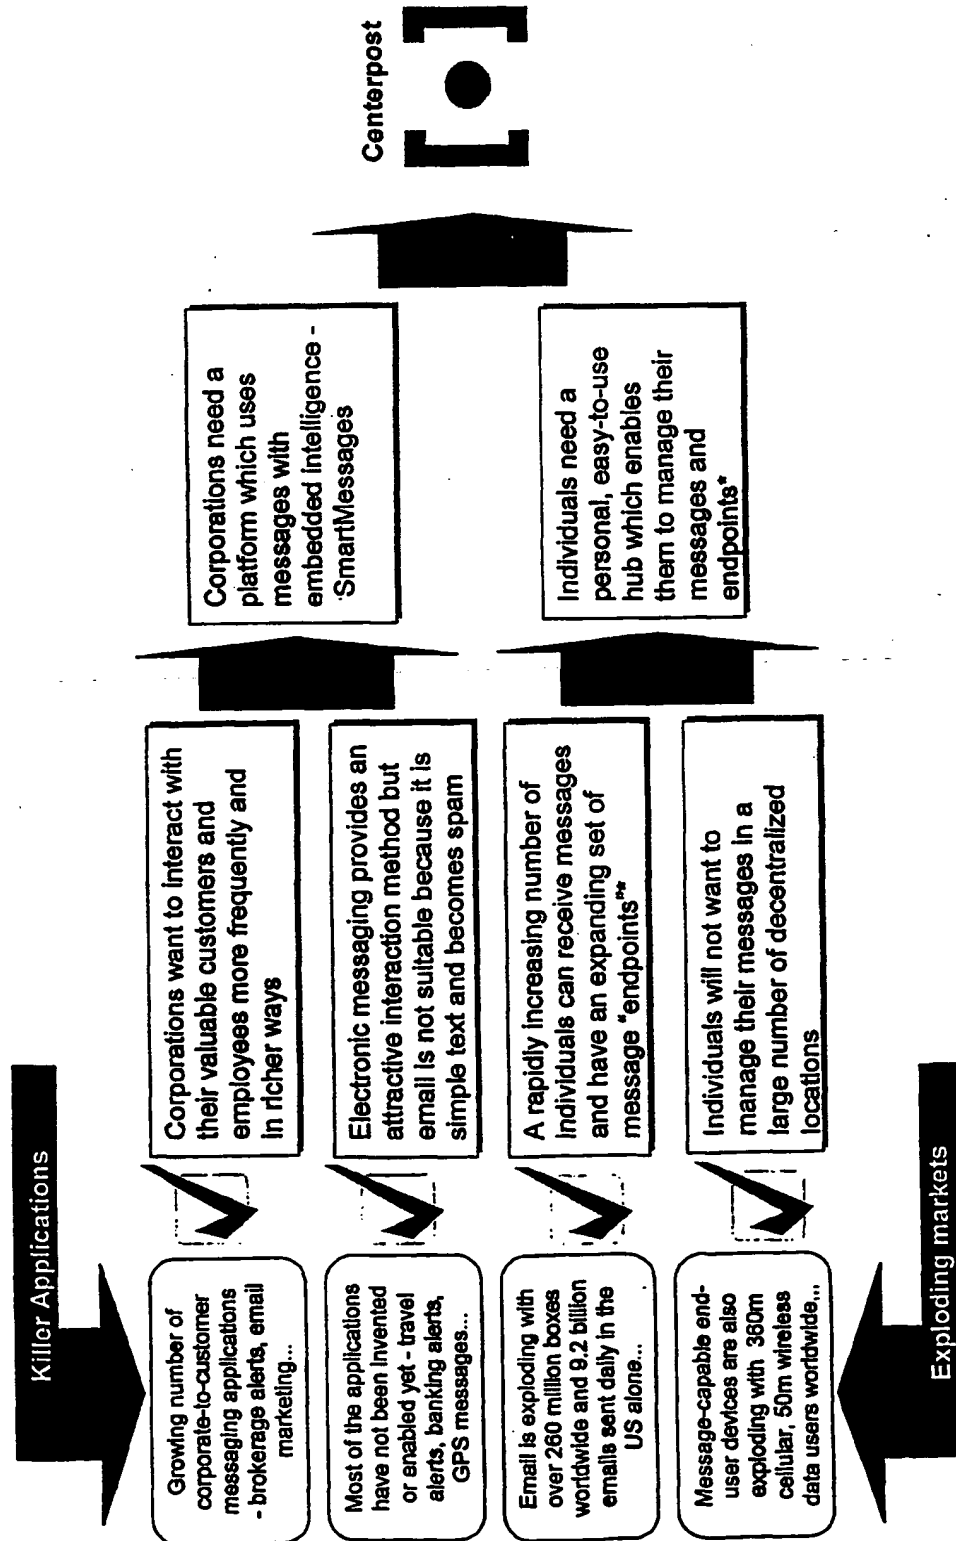 Killer Applications
Growing number of
corporate-to-customer
messaging applications
- brokerage alerts, email
marketing...
Corporations want to interact with
their valuable customers and
employees more frequently and
in richer ways
Most of the applications
have not been invented
or enabled yet - travel
alerts, banking alerts,
GPS messages...
Electronic messaging provides an
attractive interaction method but
email is not suitable because it is
simple text and becomes spam
Corporations need a
platform which uses
messages with
embedded intelligence -
'SmartMessages
Email is exploding with
over 260 million boxes
worldwide and 9.2 billion
emails sent daily in the
US alone...
A rapidly increasing number of
individuals can receive messages
and have an expanding set of
message "endpoints"*
Message-capable end-
user devices are also
exploding with 360m
cellular, 50m wireless
data users worldwide...
Individuals will not want to
manage their messages in a
large number of decentralized
locations
Individuals need a
personal, easy-to-use
hub which enables
them to manage their
messages and
endpoints*
Exploding markets
Centerpost